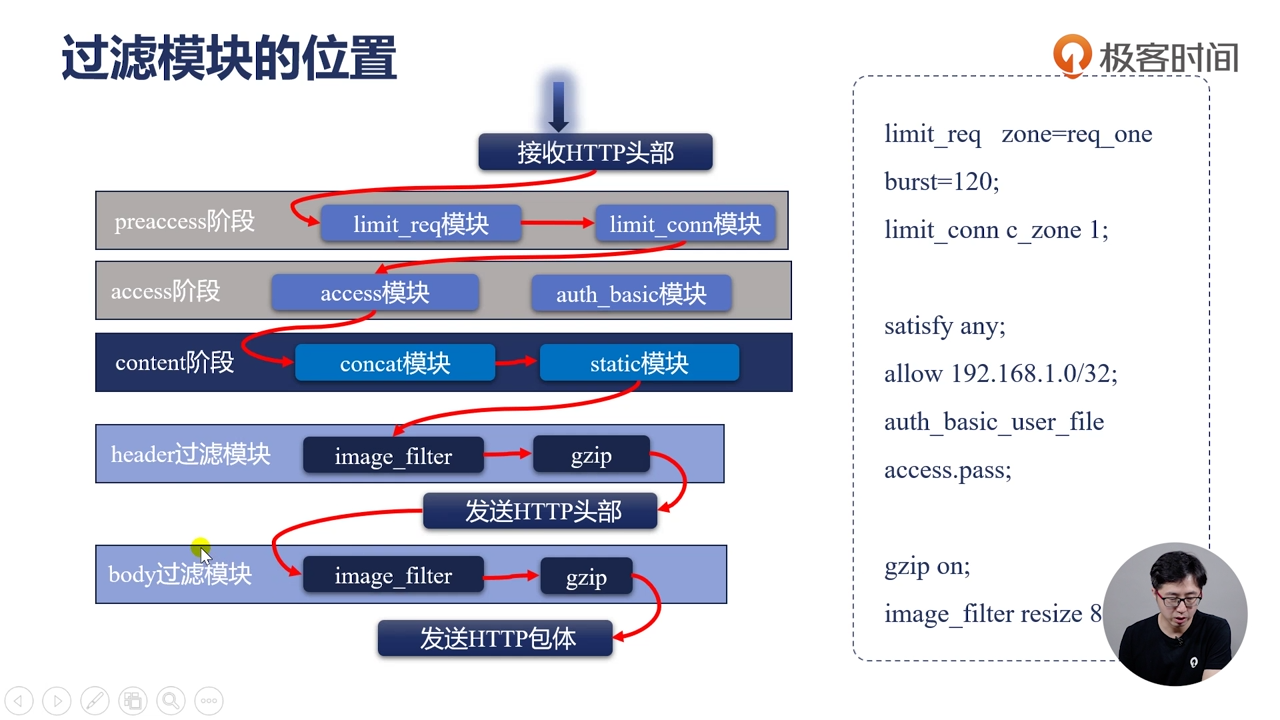 过滤模块的位置
极客时间
接收HTTP头部
preaccess阶段
limit_req模块
limit_conn模块
access阶段
access模块
auth_basic模块
content阶段
concat模块
static模块
header过滤模块
image_filter
gzip
发送HTTP头部
body过滤模块
image_filter
gzip
发送HTTP包体
limit_req zone=req_one
burst=120;
limit_conn c_zone 1;
satisfy any;
allow 192.168.1.0/32;
auth_basic_user_file
access.pass;
gzip on;
image_filter resize 8